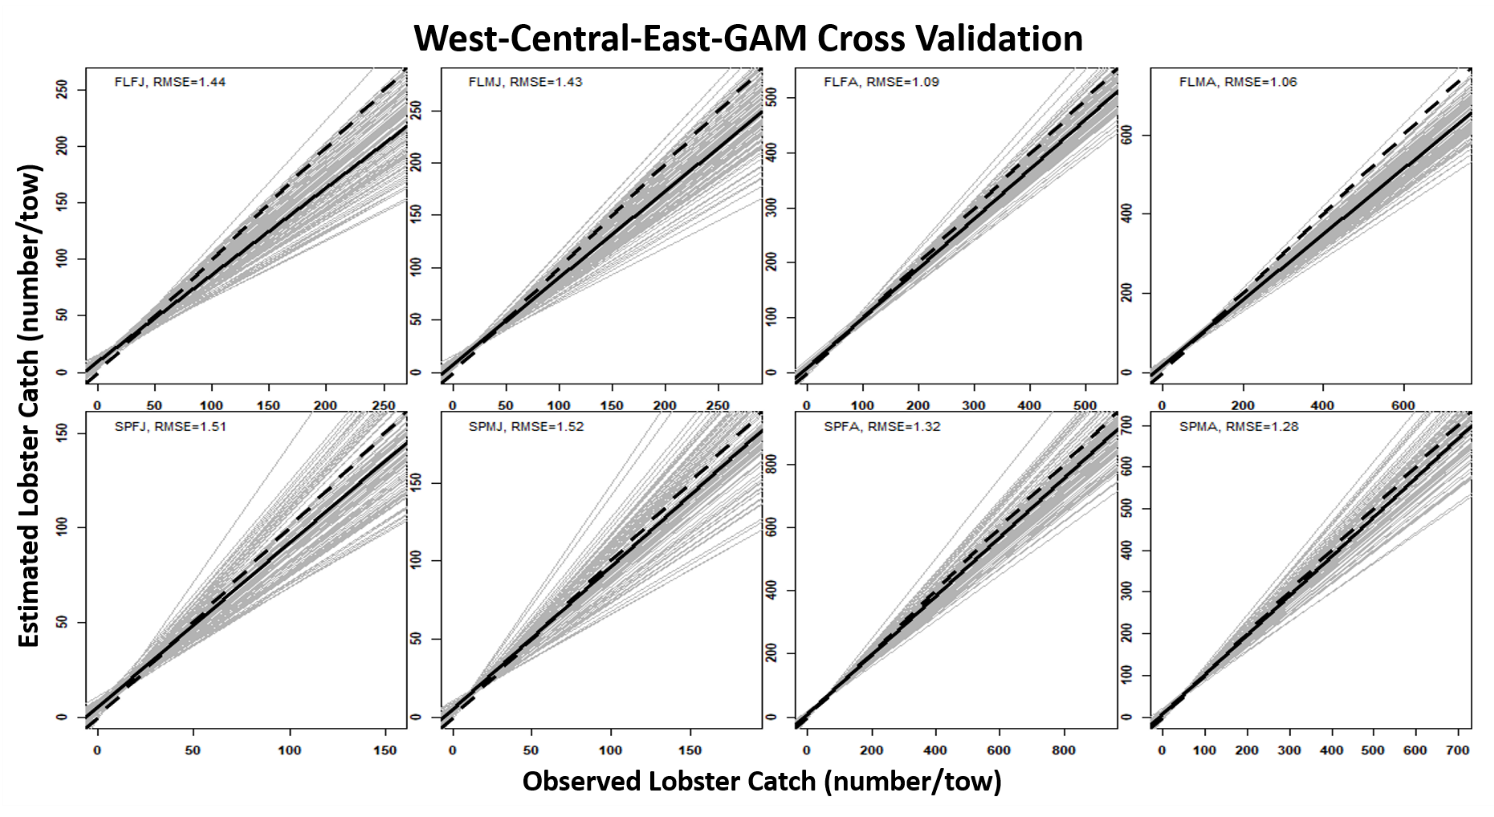 West-Central-East-GAM Cross Validation
Estimated Lobster Catch (number/tow)
FLFJ, RMSE=1.44
0 50 100 150 200 250
0 50 100 150 200 250
FLMJ, RMSE=1.43
0 50 100 150 200 250
0 50 100 150 200 250
FLFA, RMSE=1.09
0 100 200 300 400 500
0 100 200 300 400 500
FLMA, RMSE=1.06
0 200 400 600
0 200 400 600
SPFJ, RMSE=1.51
0 50 100 150
0 50 100 150
SPMJ, RMSE=1.52
0 50 100 150
0 50 100 150
SPFA, RMSE=1.32
0 200 400 600 800
0 200 400 600 800
SPMA, RMSE=1.28
0 100 200 300 400 500 600 700
0 100 200 300 400 500 600 700
Observed Lobster Catch (number/tow)